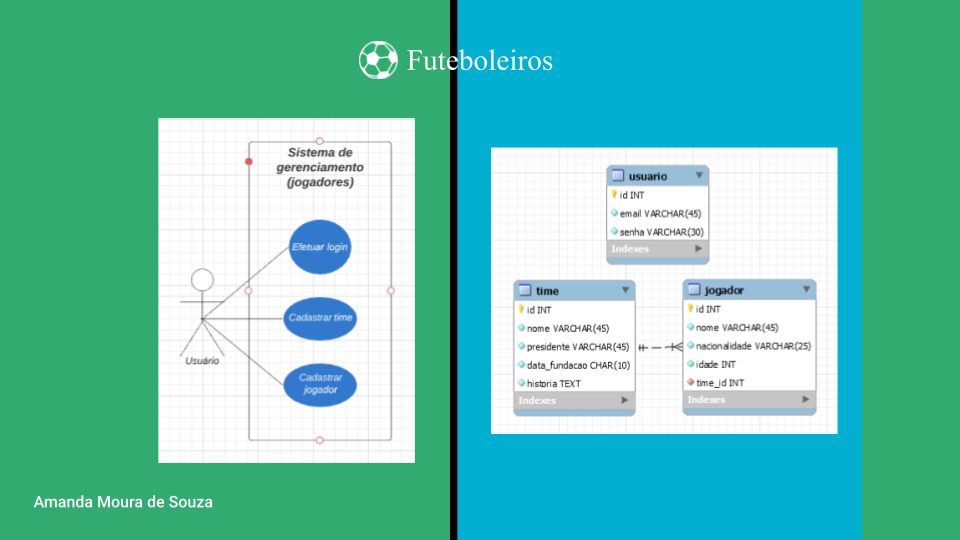 Futeboleiros
Sistema de
gerenciamento
(jogadores)
Efetuar login
Cadastrar time
Cadastrar
jogador
Usuário
usuario
id INT
email VARCHAR(45)
senha VARCHAR(30)
Indexes
time
id INT
nome VARCHAR(45)
presidente VARCHAR(45)
data_fundacao CHAR(10)
historia TEXT
Indexes
jogador
id INT
nome VARCHAR(45)
nacionalidade VARCHAR(25)
idade INT
time_id INT
Indexes
Amanda Moura de Souza